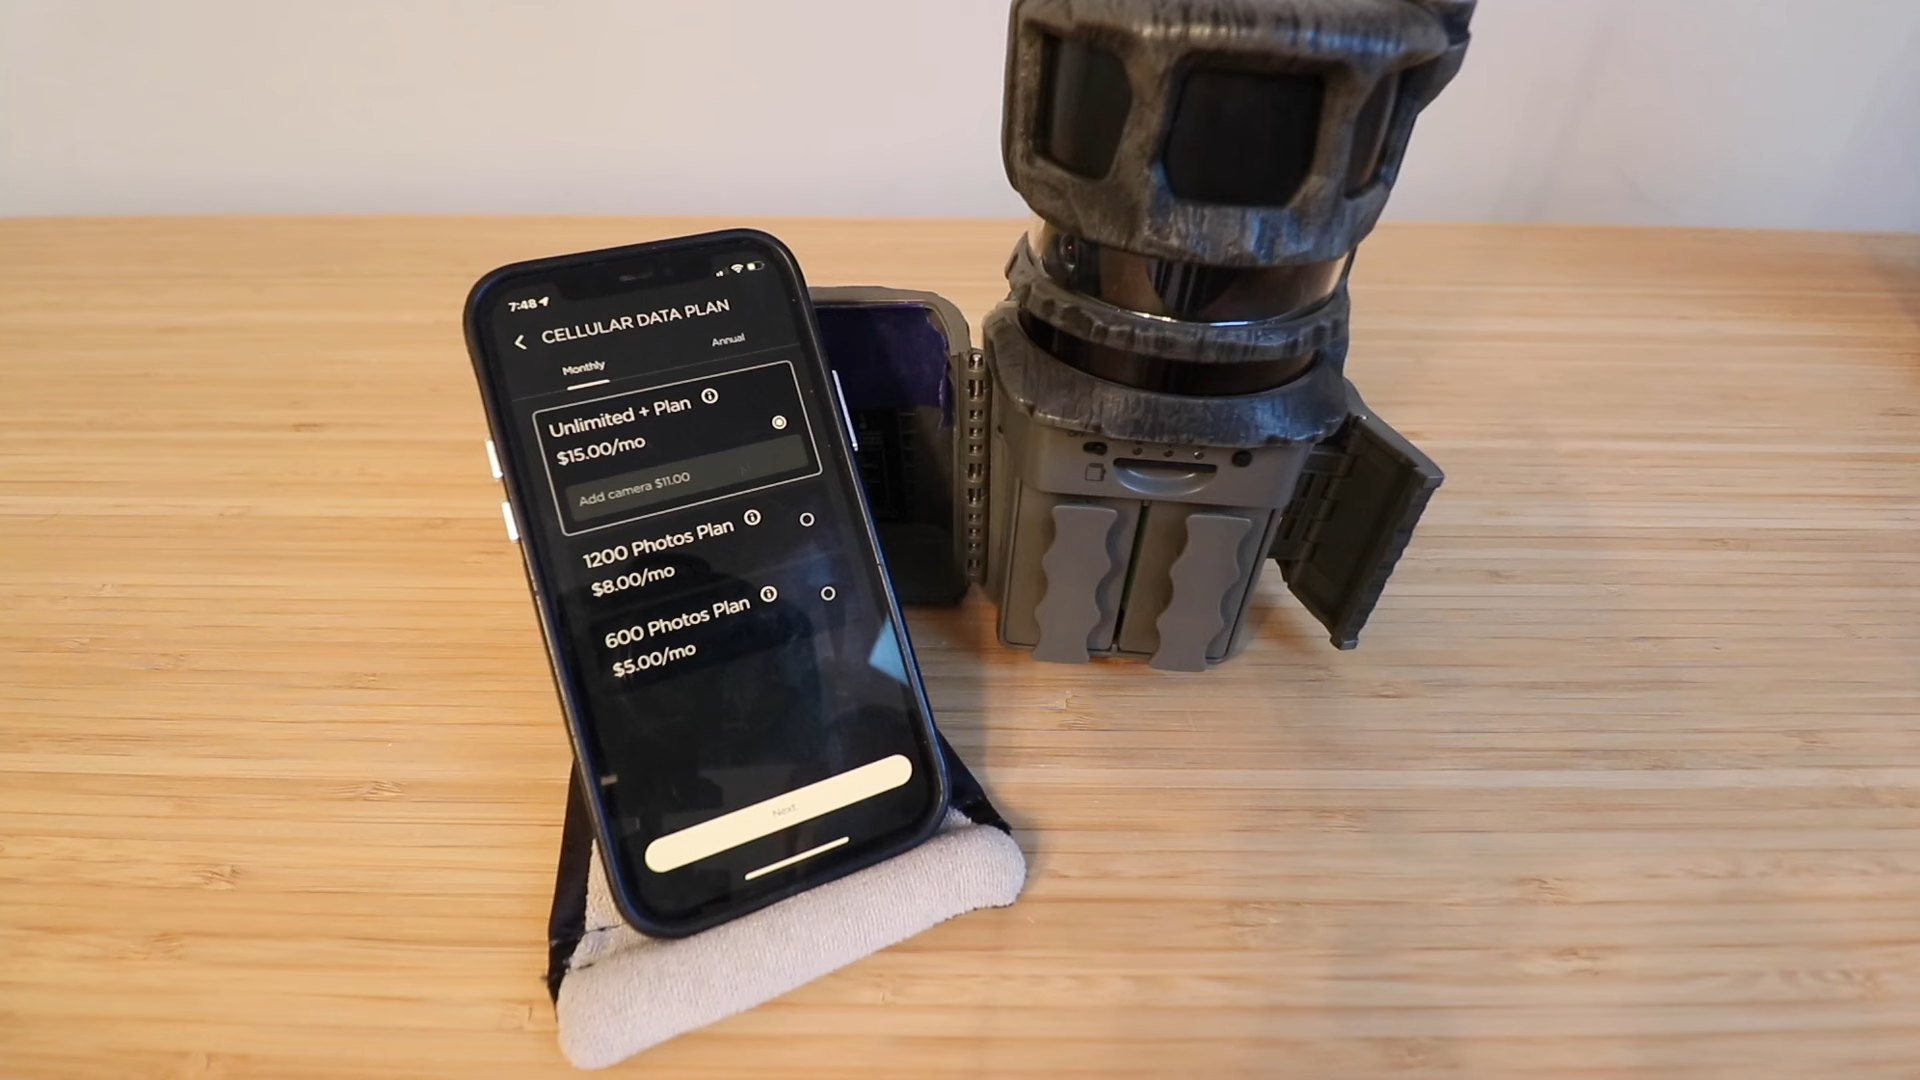 7:48
CELLULAR DATA PLAN
Monthly
Annual
Unlimited + Plan
$15.00/mo
Add camera $11.00
1200 Photos Plan
$8.00/mo
600 Photos Plan
$5.00/mo
Next